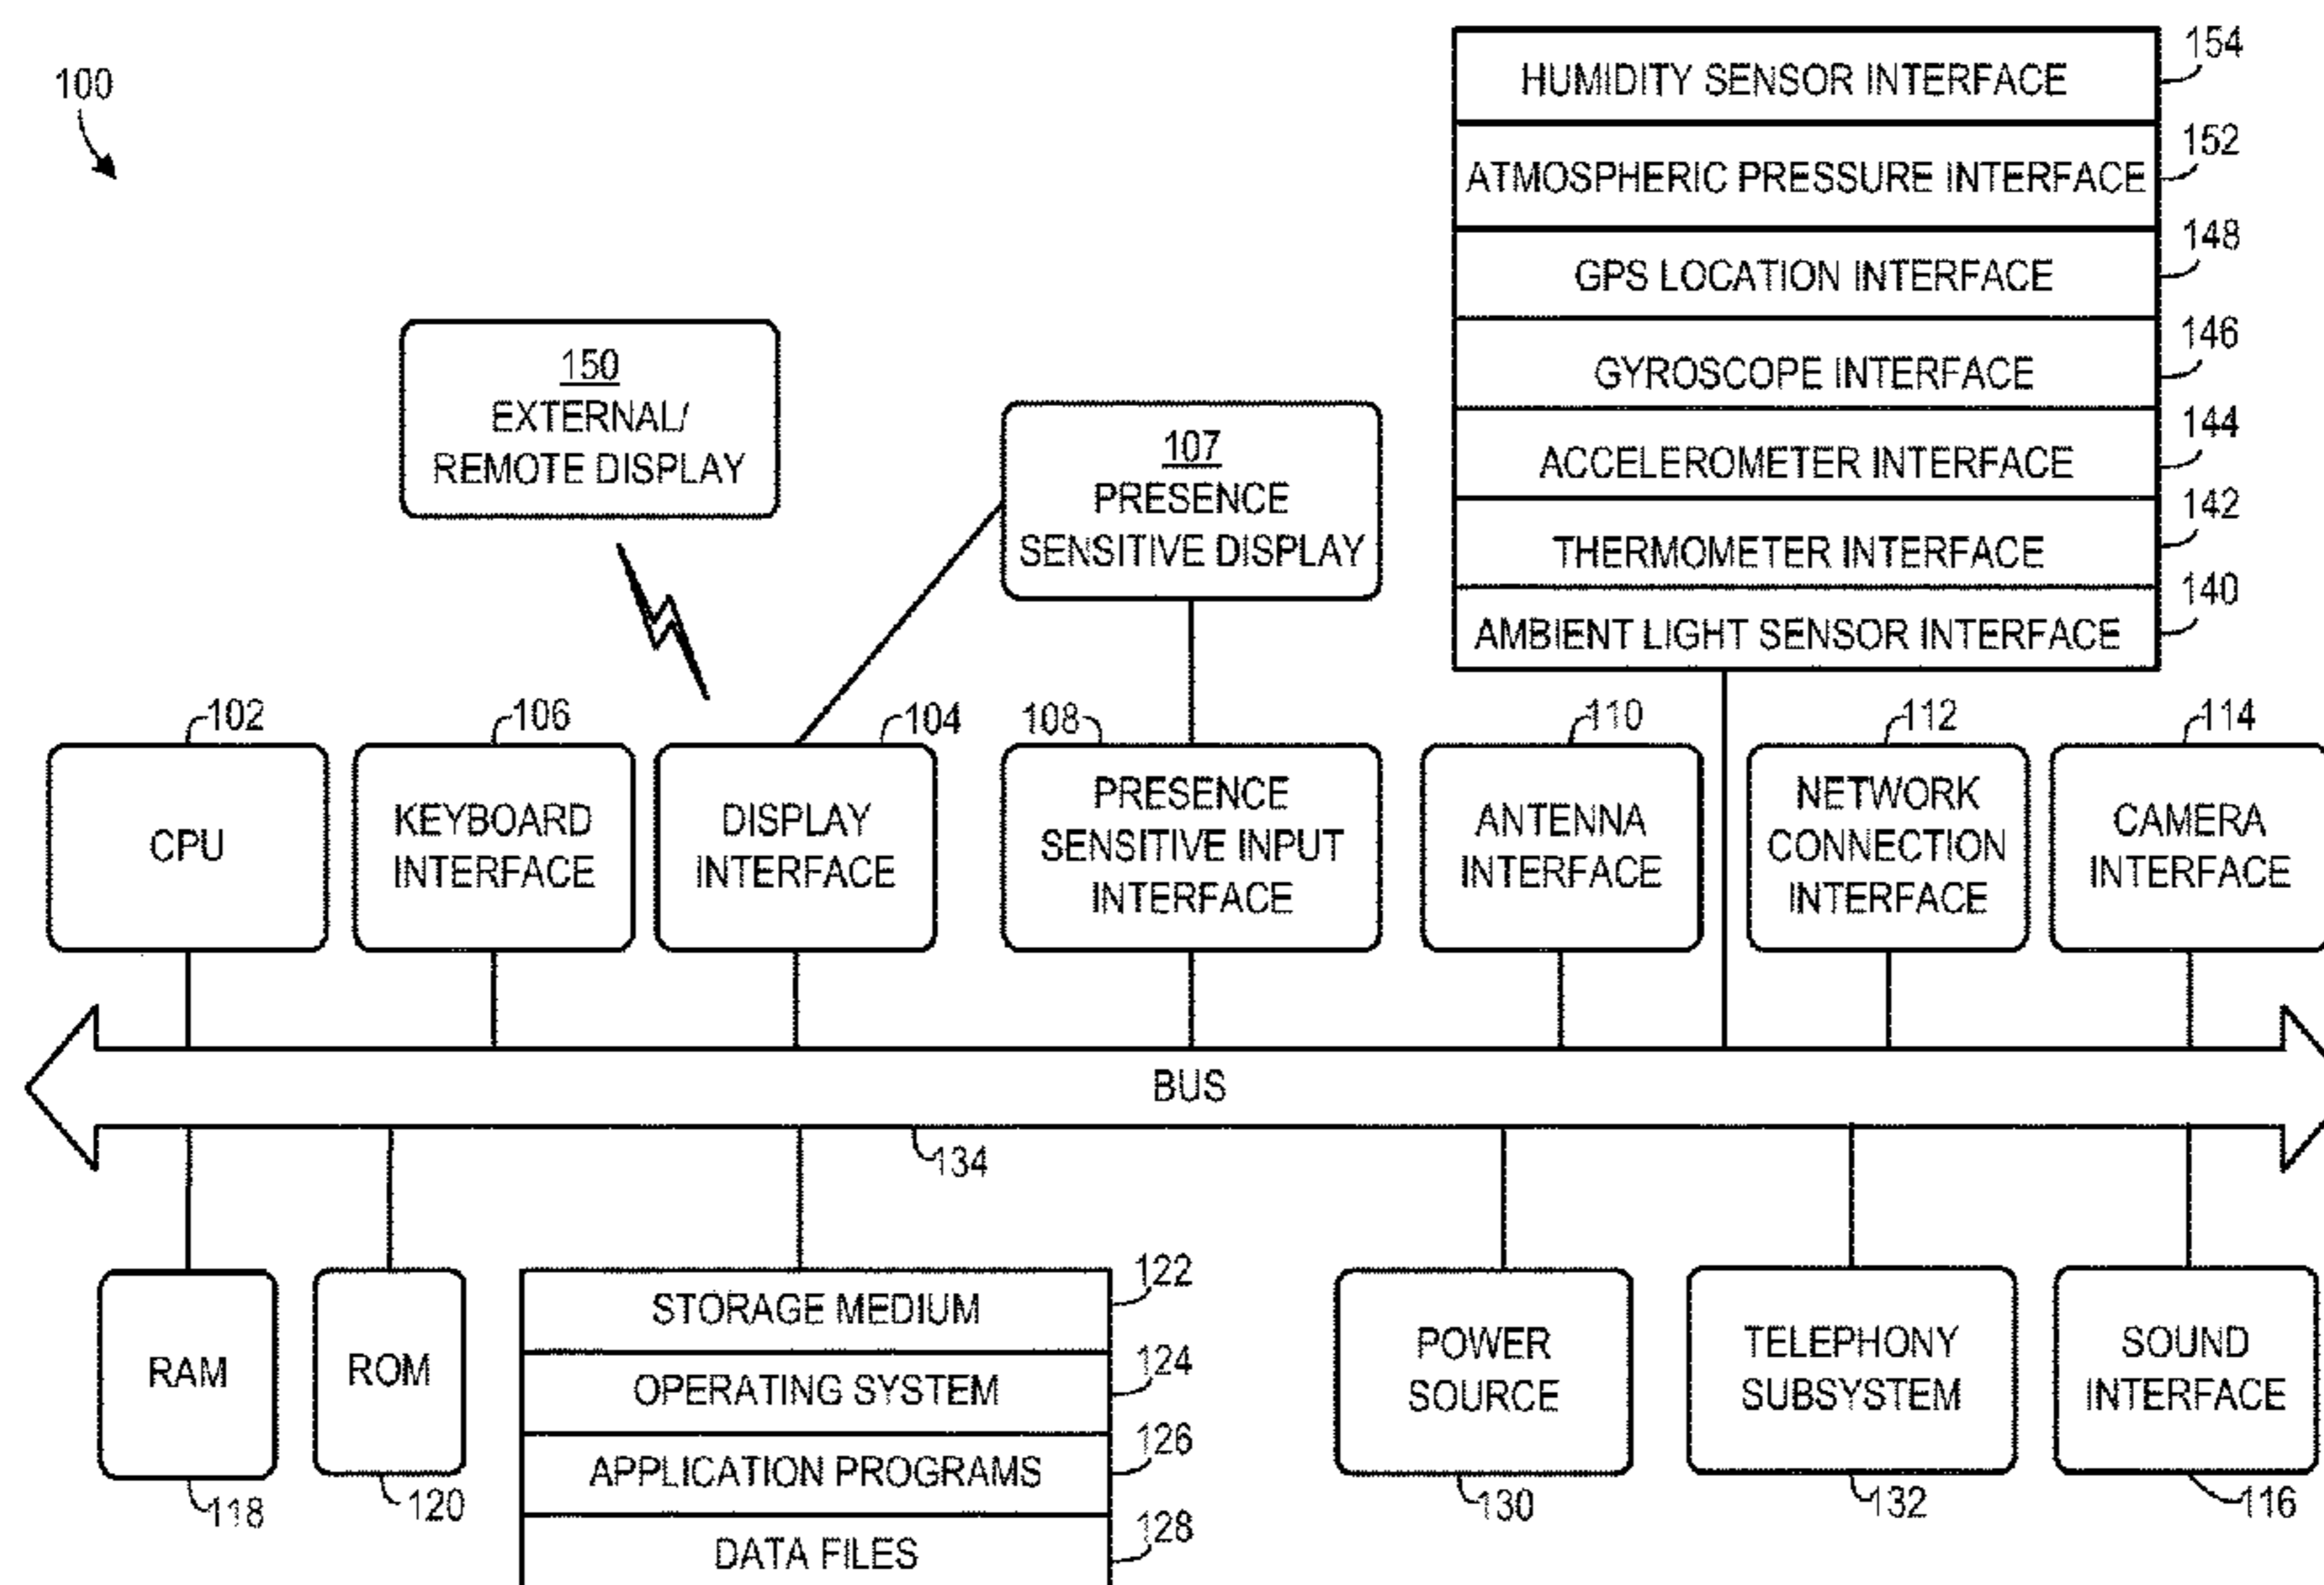 100
HUMIDITY SENSOR INTERFACE
154
ATMOSPHERIC PRESSURE INTERFACE
152
GPS LOCATION INTERFACE
148
GYROSCOPE INTERFACE
146
ACCELEROMETER INTERFACE
144
THERMOMETER INTERFACE
142
AMBIENT LIGHT SENSOR INTERFACE
140
150
EXTERNAL/
REMOTE DISPLAY
107
PRESENCE
SENSITIVE DISPLAY
102
CPU
106
KEYBOARD
INTERFACE
104
DISPLAY
INTERFACE
108
PRESENCE
SENSITIVE INPUT
INTERFACE
110
ANTENNA
INTERFACE
112
NETWORK
CONNECTION
INTERFACE
114
CAMERA
INTERFACE
BUS
134
RAM
118
ROM
120
STORAGE MEDIUM
122
OPERATING SYSTEM
124
APPLICATION PROGRAMS
126
DATA FILES
128
POWER
SOURCE
130
TELEPHONY
SUBSYSTEM
132
SOUND
INTERFACE
116